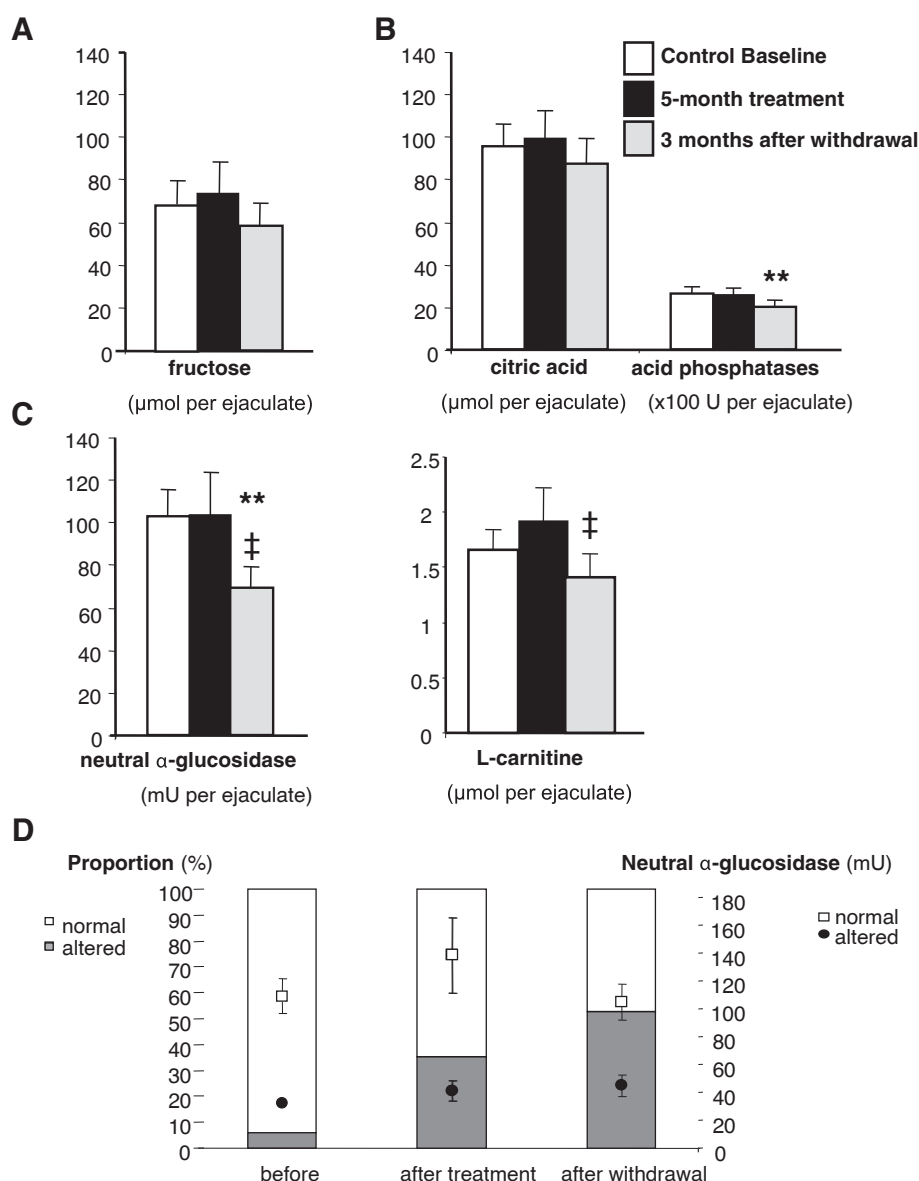 A
140
120
100
80
60
40
20
0
fructose
(µmol per ejaculate)
B
140
120
100
80
60
40
20
0
Control Baseline
5-month treatment
3 months after withdrawal
**
citric acid acid phosphatases
(µmol per ejaculate) (x100 U per ejaculate)
C
140
120
100
80
60
40
20
0
**
‡
neutral α-glucosidase
(mU per ejaculate)
2.5
2
1.5
1
0.5
0
‡
L-carnitine
(µmol per ejaculate)
D
Proportion (%)
normal
altered
100
90
80
70
60
50
40
30
20
10
0
before after treatment after withdrawal
Neutral α-glucosidase (mU)
180
160
140
120
100
80
60
40
20
0
normal
altered